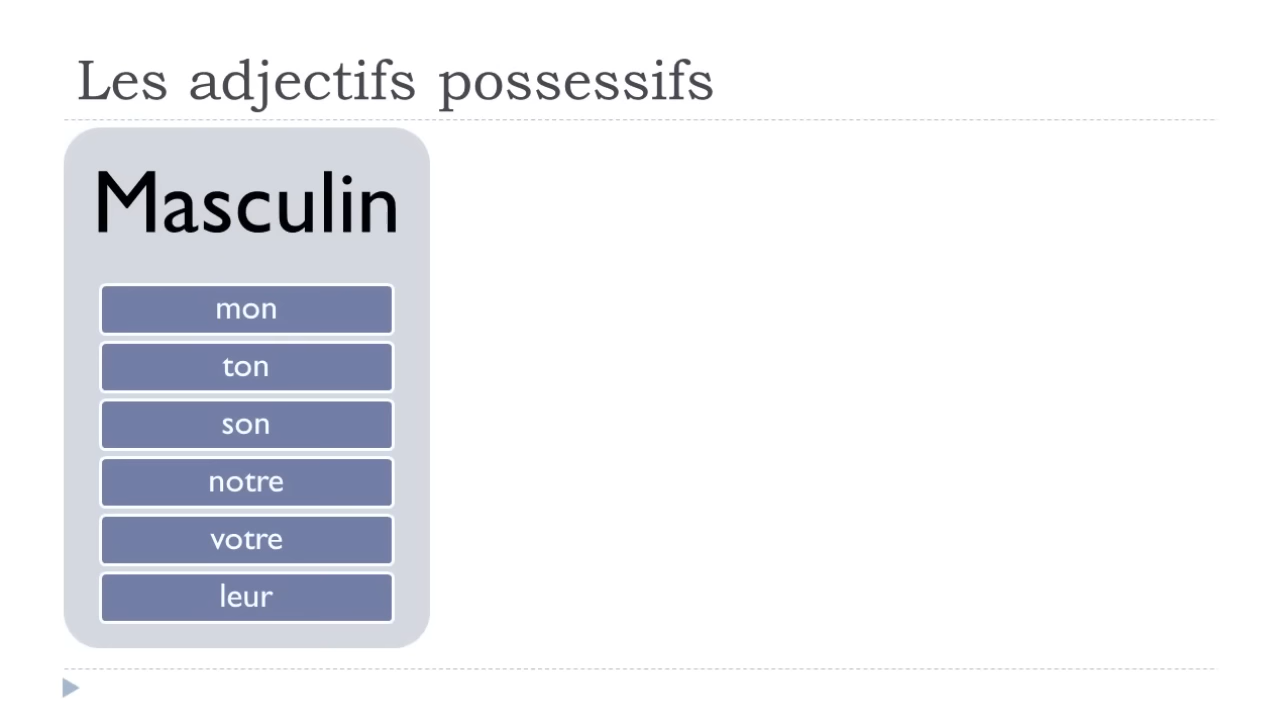 Les adjectifs possessifs
Masculin
mon
ton
son
notre
votre
leur